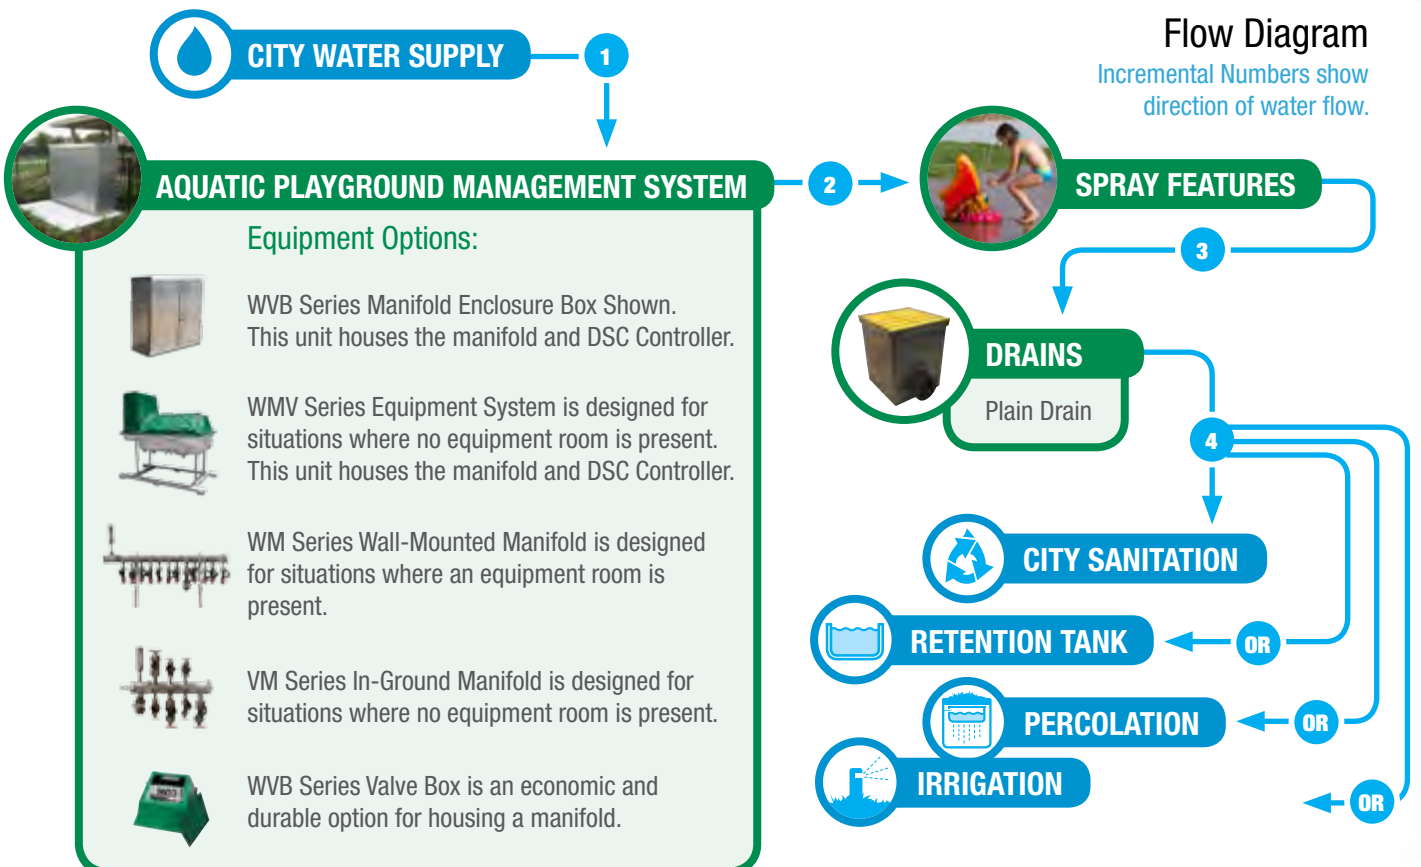 Flow Diagram
Incremental Numbers show
direction of water flow.
CITY WATER SUPPLY
1
AQUATIC PLAYGROUND MANAGEMENT SYSTEM
2
SPRAY FEATURES
3
Equipment Options:
WVB Series Manifold Enclosure Box Shown.
This unit houses the manifold and DSC Controller.
WMV Series Equipment System is designed for
situations where no equipment room is present.
This unit houses the manifold and DSC Controller.
WM Series Wall-Mounted Manifold is designed
for situations where an equipment room is
present.
VM Series In-Ground Manifold is designed for
situations where no equipment room is present.
WVB Series Valve Box is an economic and
durable option for housing a manifold.
DRAINS
Plain Drain
4
CITY SANITATION
RETENTION TANK
OR
PERCOLATION
OR
IRRIGATION
OR